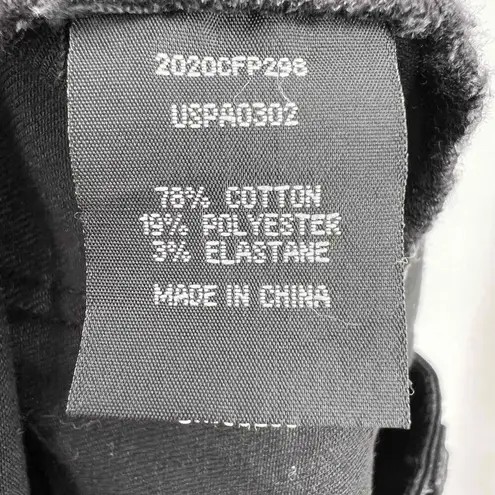 2020CFP298
USPA0302
78% COTTON
19% POLYESTER
3% ELASTANE
MADE IN CHINA